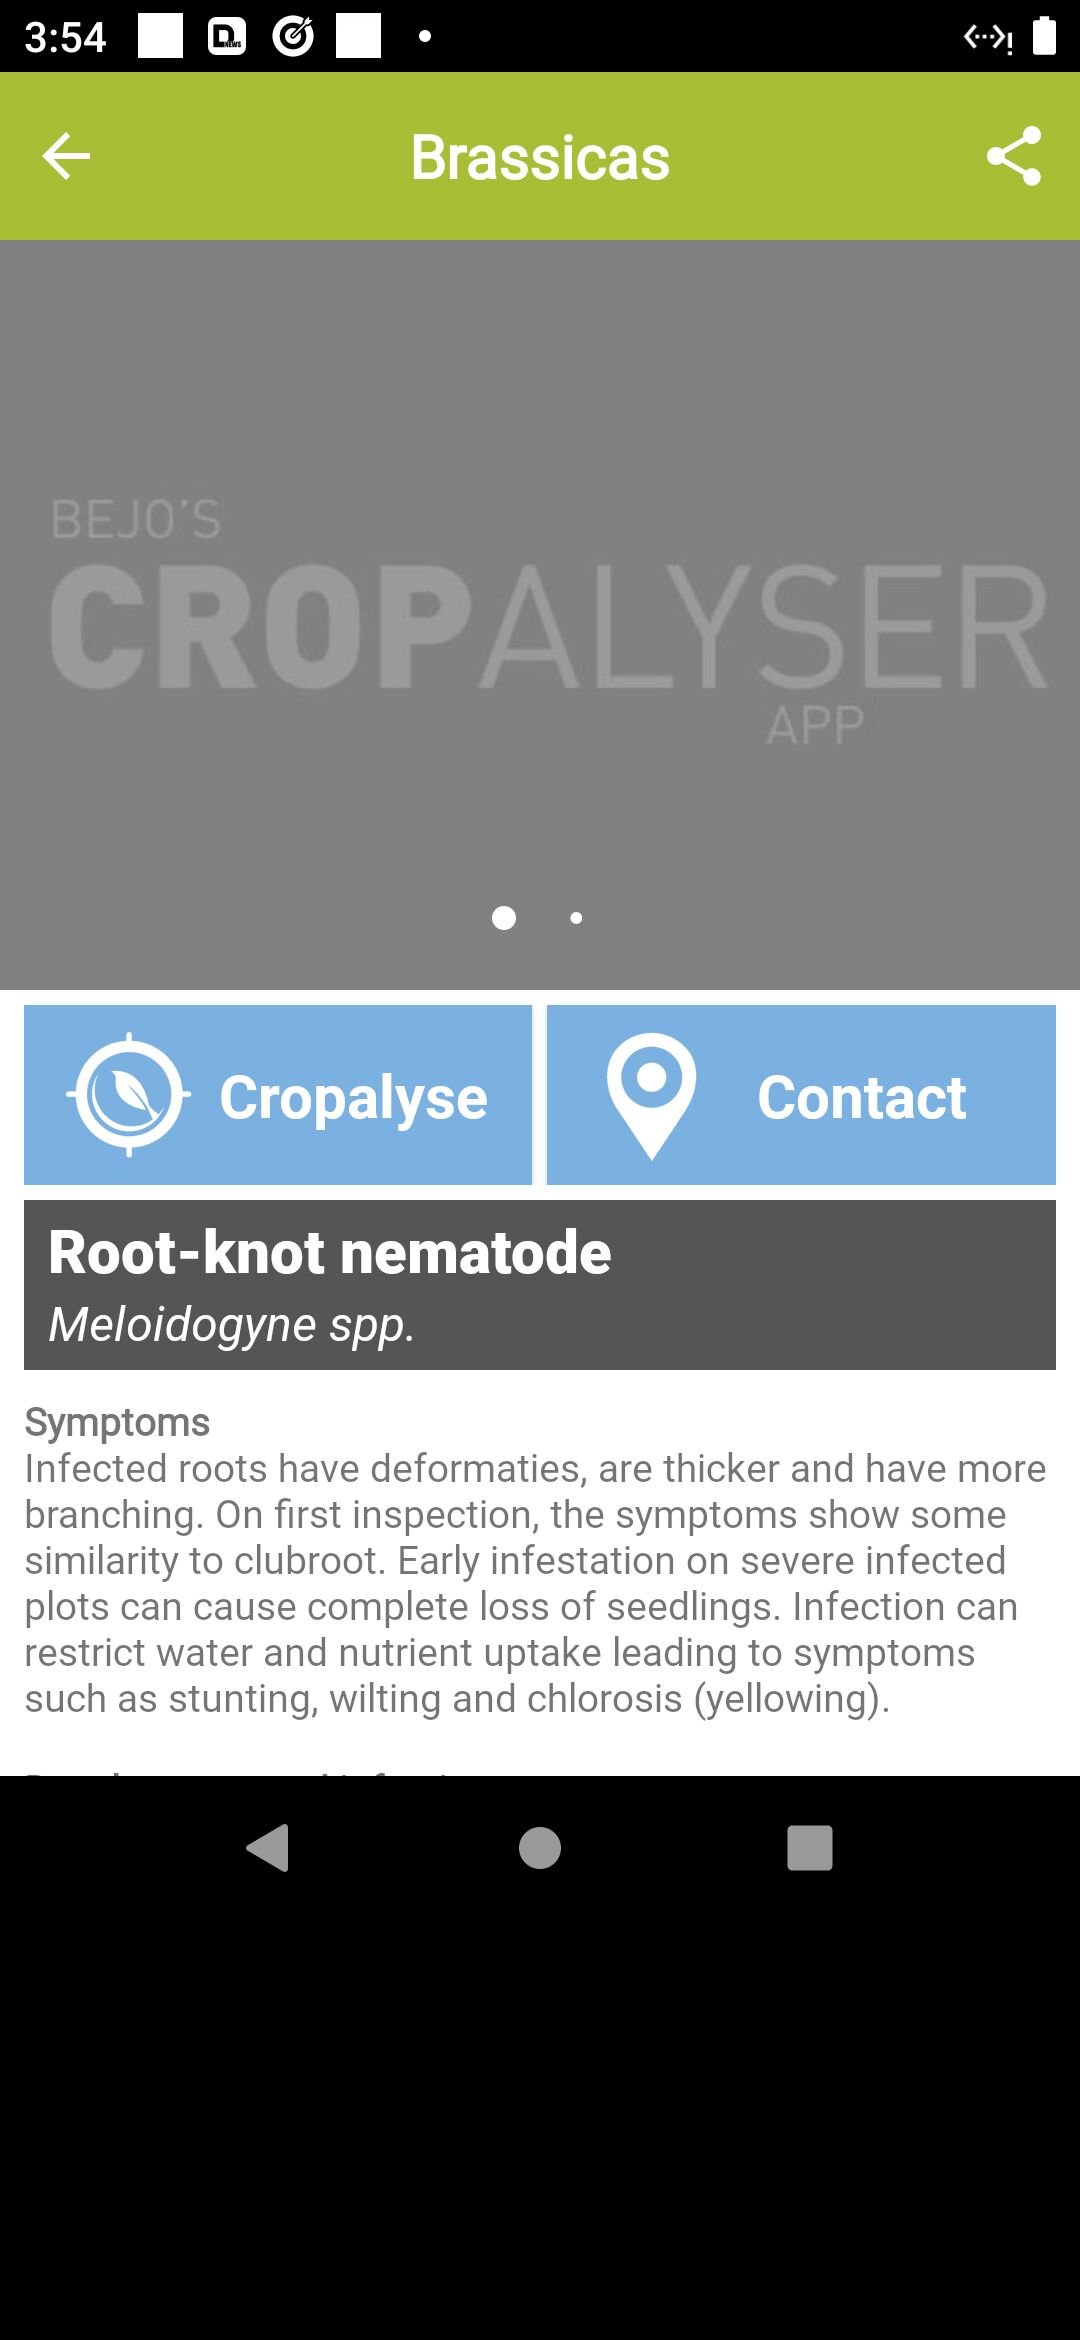 3:54
D NEWS
Brassicas
BEJO'S
CROPALYSER
APP
Cropalyse
Contact
Root-knot nematode
Meloidogyne spp.
Symptoms
Infected roots have deformaties, are thicker and have more
branching. On first inspection, the symptoms show some
similarity to clubroot. Early infestation on severe infected
plots can cause complete loss of seedlings. Infection can
restrict water and nutrient uptake leading to symptoms
such as stunting, wilting and chlorosis (yellowing).